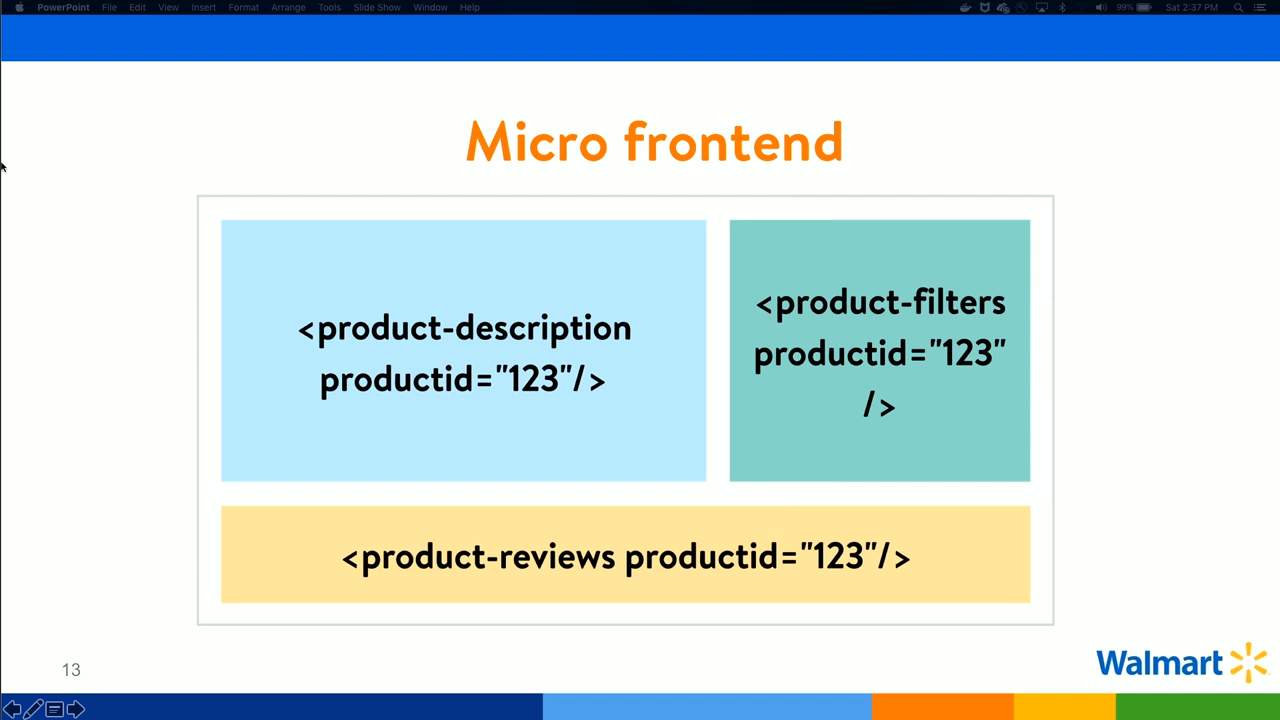 PowerPoint File Edit View Insert Format Arrange Tools Slide Show Window Help 99% Sat 2:37 PM
Micro frontend
<product-description
productid="123"/>
<product-filters
productid="123"
/>
<product-reviews productid="123"/>
13
Walmart